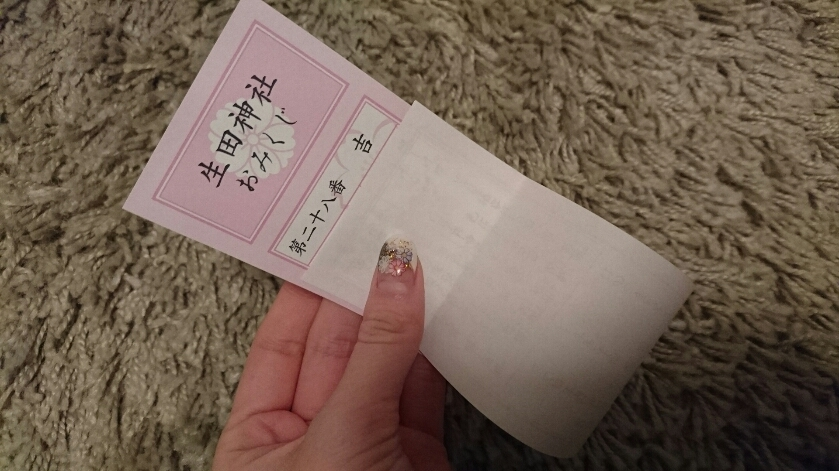 生田神社
おみくじ
第二十八番 吉